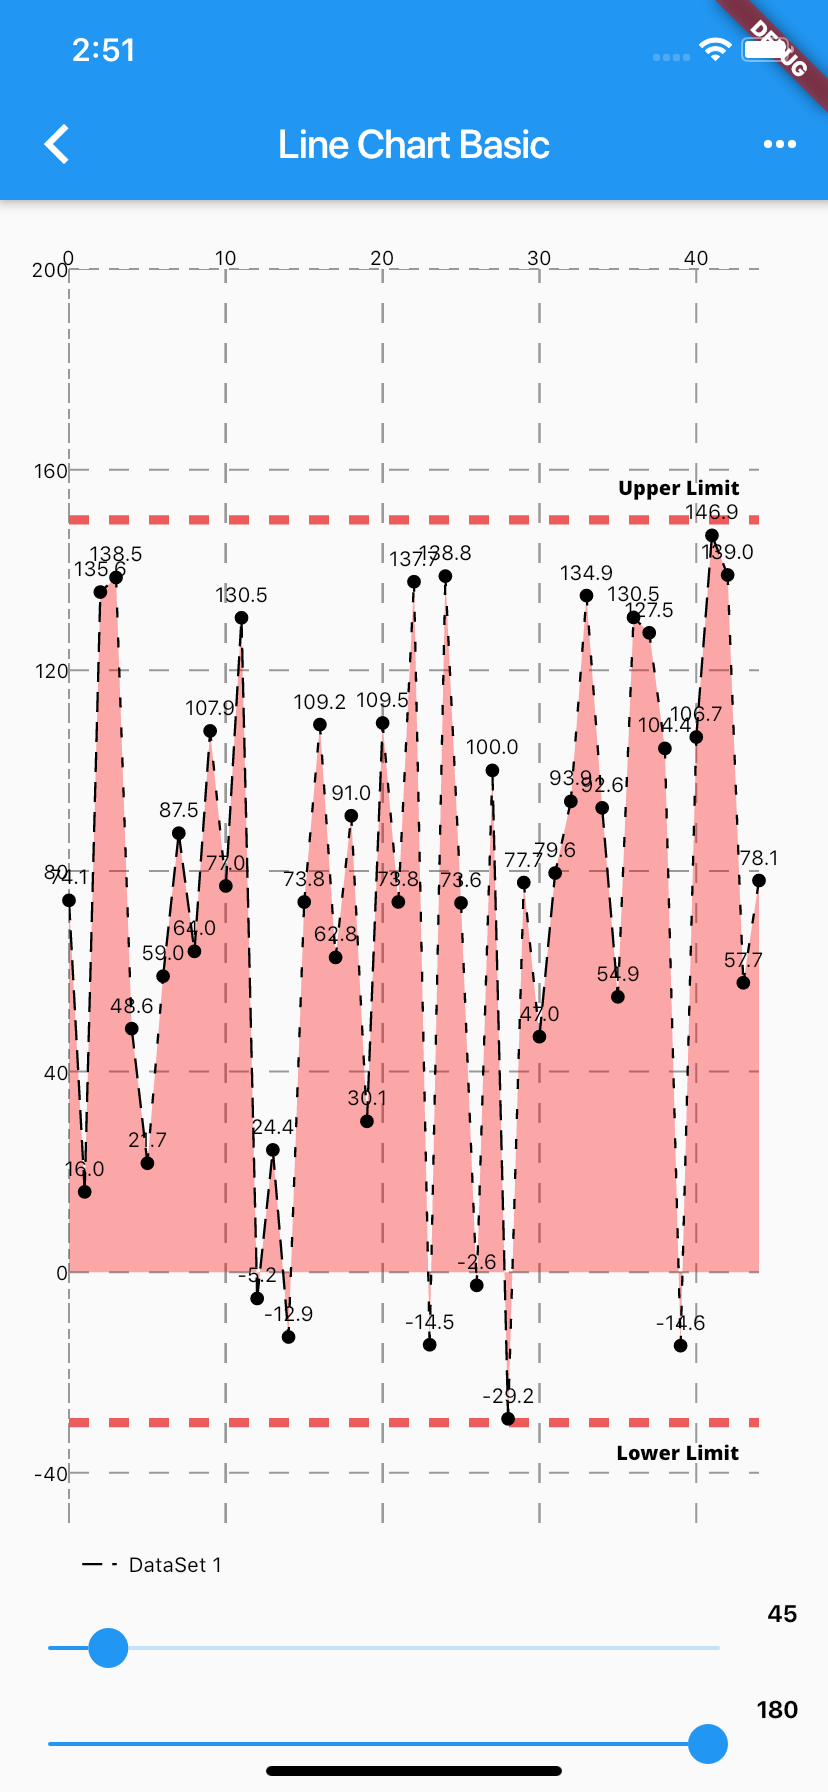 2:51
DEBUG
Line Chart Basic
0 10 20 30 40
200
160
Upper Limit
146.9
138.5 137.7 138.8 139.0
135.6 134.9
130.5 130.5 127.5
120
109.2 109.5 107.9 104.4 106.7
100.0
91.0 93.9 92.6
87.5
80 74.1 77.0 73.8 73.8 73.6 77.7 79.6 78.1
64.0 62.8
59.0 54.9 57.7
48.6 47.0
40
30.1
24.4
21.7
16.0
0
-5.2 -2.6
-12.9 -14.5 -14.6
-29.2
Lower Limit
-40
DataSet 1
45
180